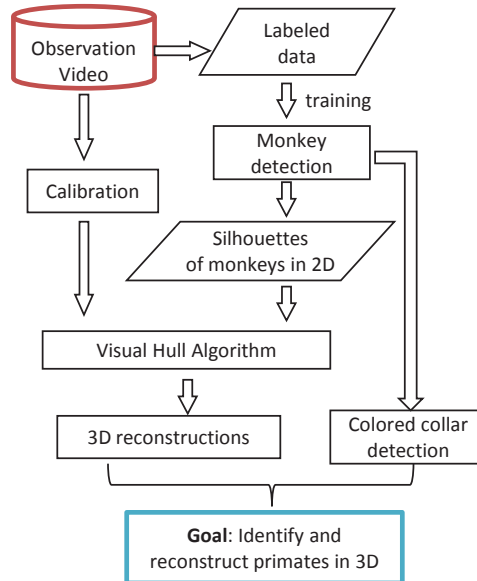 Observation
Video
Labeled
data
training
Monkey
detection
Calibration
Silhouettes
of monkeys in 2D
Visual Hull Algorithm
3D reconstructions
Colored collar
detection
Goal: Identify and
reconstruct primates in 3D